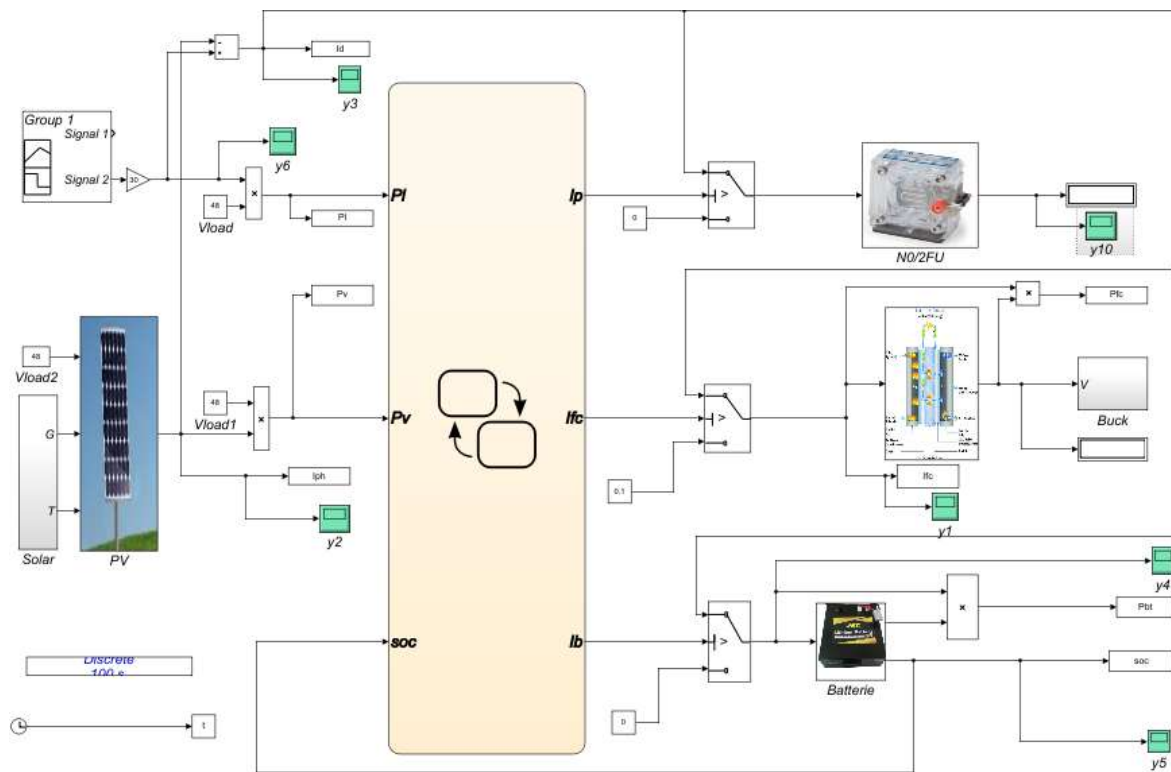 Id
y3
Group 1
Signal 1
Signal 2
30
y6
48
Vload
×
Pl
Pl
Ip
0
>
N0/2FU
y10
Pv
48
Vload2
Solar
G
T
PV
48
Vload1
×
Pv
Iph
y2
Ifc
>
0.1
×
Pfc
V
Buck
Ifc
y1
soc
Ib
>
0
Batterie
×
y4
Pbt
soc
y5
Discrete
100 s
t